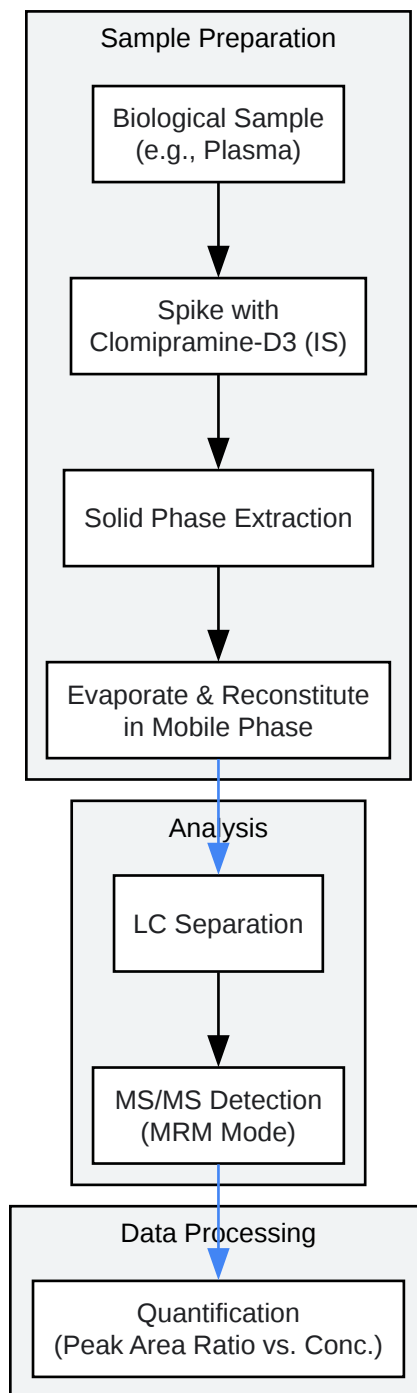 Sample Preparation
Biological Sample
(e.g., Plasma)
Spike with
Clomipramine-D3 (IS)
Solid Phase Extraction
Evaporate & Reconstitute
in Mobile Phase
Analysis
LC Separation
MS/MS Detection
(MRM Mode)
Data Processing
Quantification
(Peak Area Ratio vs. Conc.)